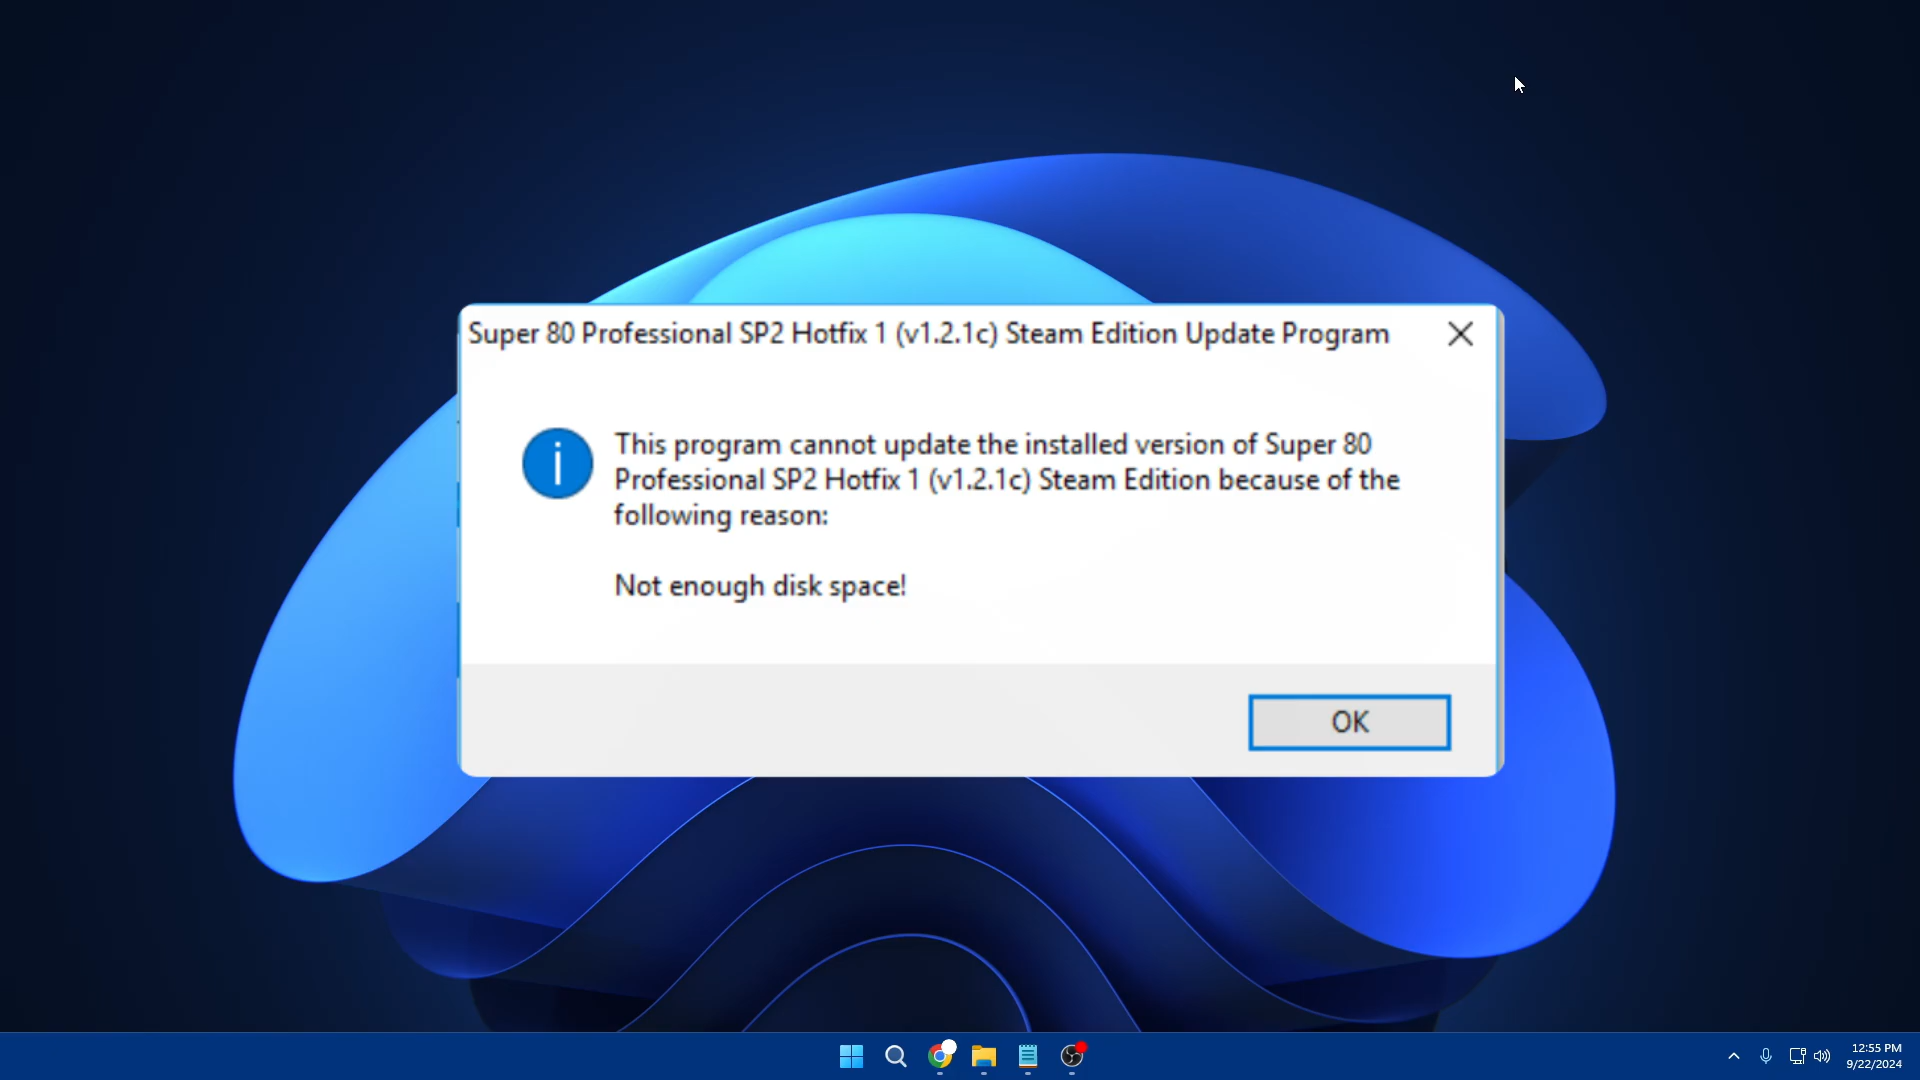 Super 80 Professional SP2 Hotfix 1 (v1.2.1c) Steam Edition Update Program
This program cannot update the installed version of Super 80
Professional SP2 Hotfix 1 (v1.2.1c) Steam Edition because of the
following reason:
Not enough disk space!
OK
12:55 PM
9/22/2024